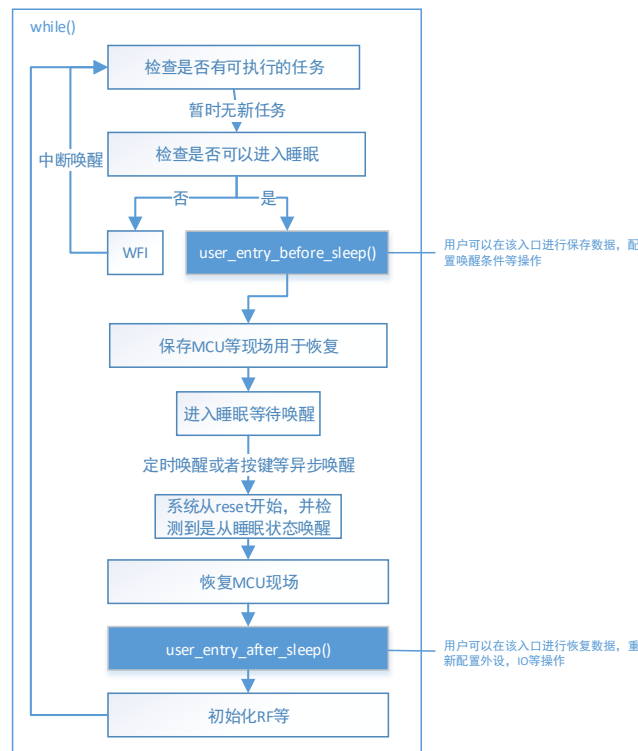 while()
检查是否有可执行的任务
暂时无新任务
中断唤醒
检查是否可以进入睡眠
否
是
WFI
user_entry_before_sleep()
用户可以在该入口进行保存数据，配
置唤醒条件等操作
保存MCU等现场用于恢复
进入睡眠等待唤醒
定时唤醒或者按键等异步唤醒
系统从reset开始，并检
测到是从睡眠状态唤醒
恢复MCU现场
user_entry_after_sleep()
用户可以在该入口进行恢复数据，重
新配置外设，IO等操作
初始化RF等